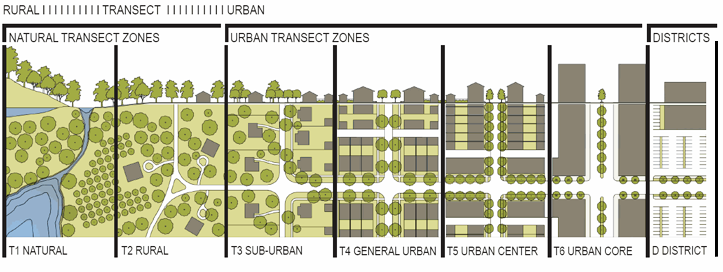 RURAL I I I I I I I I I I TRANSECT I I I I I I I I I I URBAN
NATURAL TRANSECT ZONES
URBAN TRANSECT ZONES
DISTRICTS
T1 NATURAL
T2 RURAL
T3 SUB-URBAN
T4 GENERAL URBAN
T5 URBAN CENTER
T6 URBAN CORE
D DISTRICT